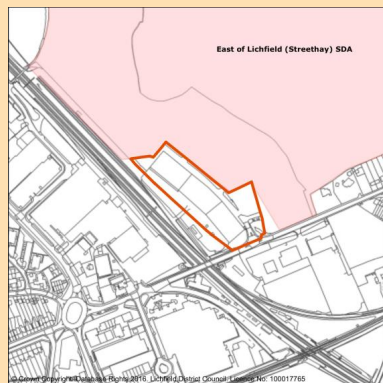 East of Lichfield (Streethay) SDA
© Crown Copyright Database Rights 2016. Lichfield District Council. Licence No: 100017765